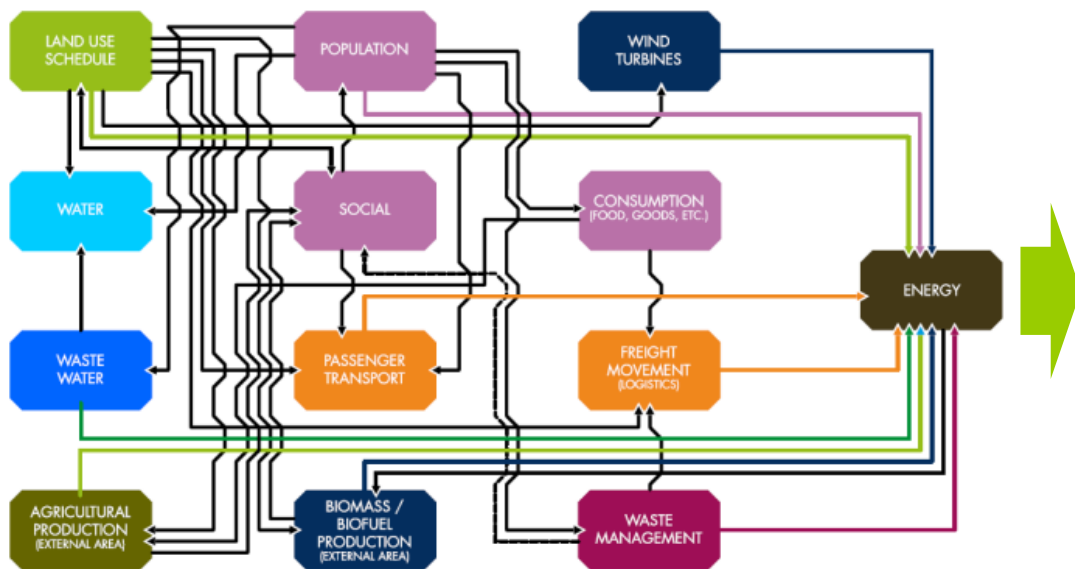 LAND USE
SCHEDULE
POPULATION
WIND
TURBINES
WATER
SOCIAL
CONSUMPTION
(FOOD, GOODS, ETC.)
ENERGY
WASTE
WATER
PASSENGER
TRANSPORT
FREIGHT
MOVEMENT
(LOGISTICS)
AGRICULTURAL
PRODUCTION
(EXTERNAL AREA)
BIOMASS /
BIOFUEL
PRODUCTION
(EXTERNAL AREA)
WASTE
MANAGEMENT